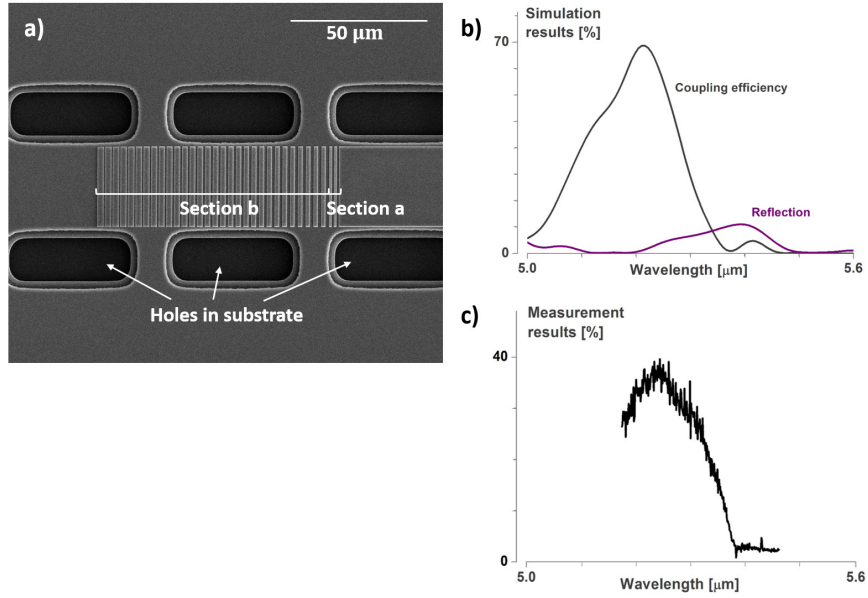 a)
50 μm
Section b
Section a
Holes in substrate
b)
Simulation
results [%]
70
Coupling efficiency
Reflection
0
5.0
Wavelength [μm]
5.6
c)
Measurement
results [%]
40
0
5.0
Wavelength [μm]
5.6